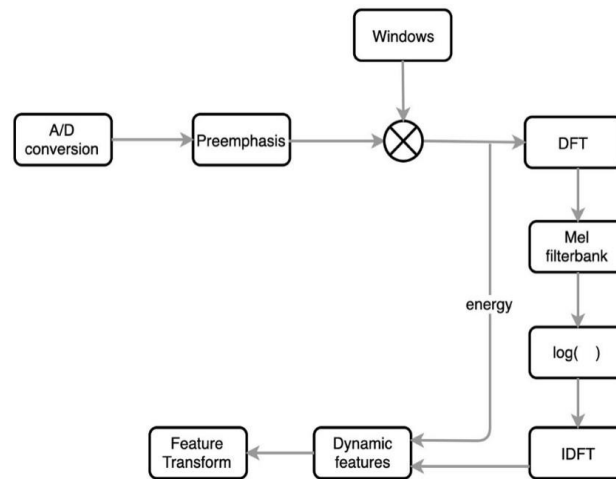 Windows
A/D
conversion
Preemphasis
DFT
Mel
filterbank
energy
log( )
Feature
Transform
Dynamic
features
IDFT